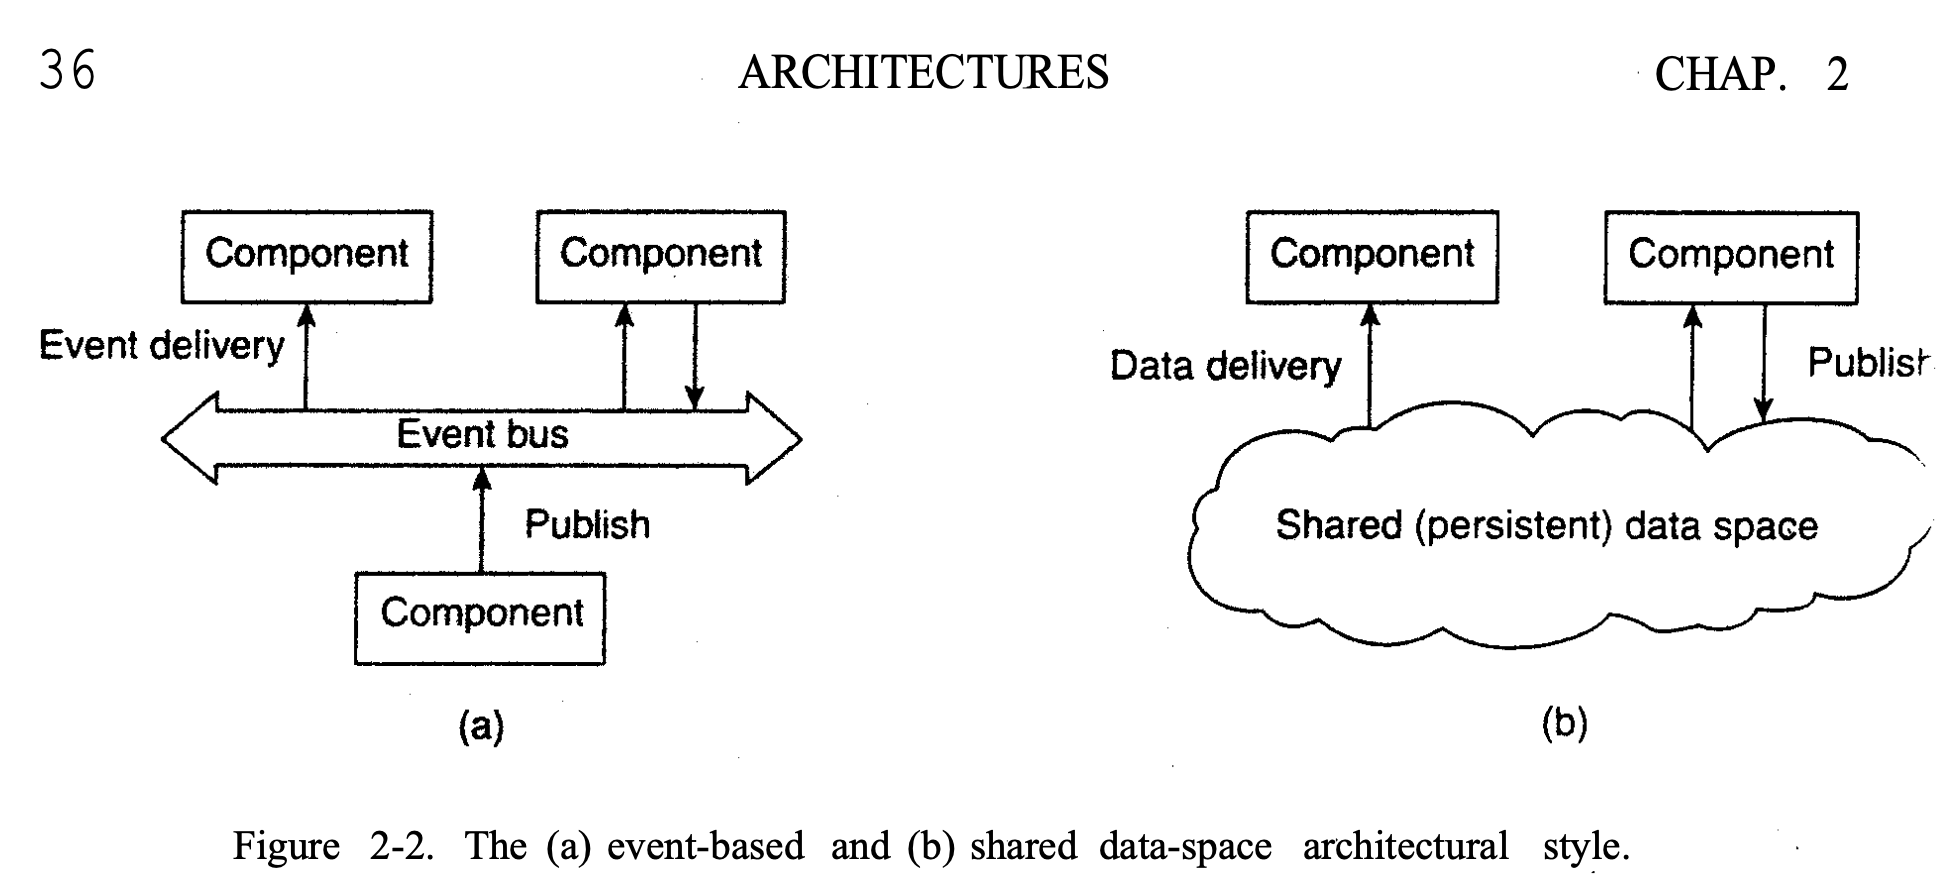 36 ARCHITECTURES CHAP. 2
Component Component
Event delivery
Event bus
Publish
Component
(a)
Component Component
Data delivery Publish
Shared (persistent) data space
(b)
Figure 2-2. The (a) event-based and (b) shared data-space architectural style.